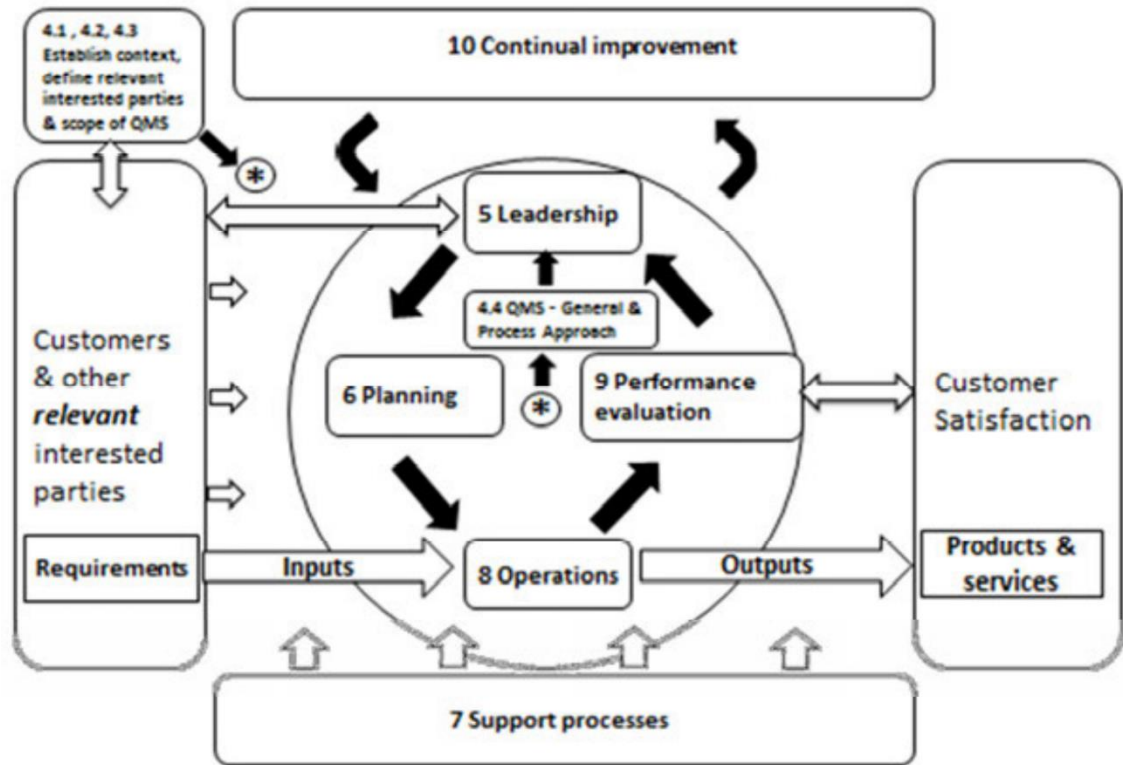 4.1 , 4.2, 4.3
Establish context,
define relevant
interested parties
& scope of QMS
10 Continual improvement
*
5 Leadership
4.4 QMS - General &
Process Approach
Customers
& other
relevant
interested
parties
6 Planning
*
9 Performance
evaluation
Customer
Satisfaction
Requirements
Inputs
8 Operations
Outputs
Products &
services
7 Support processes